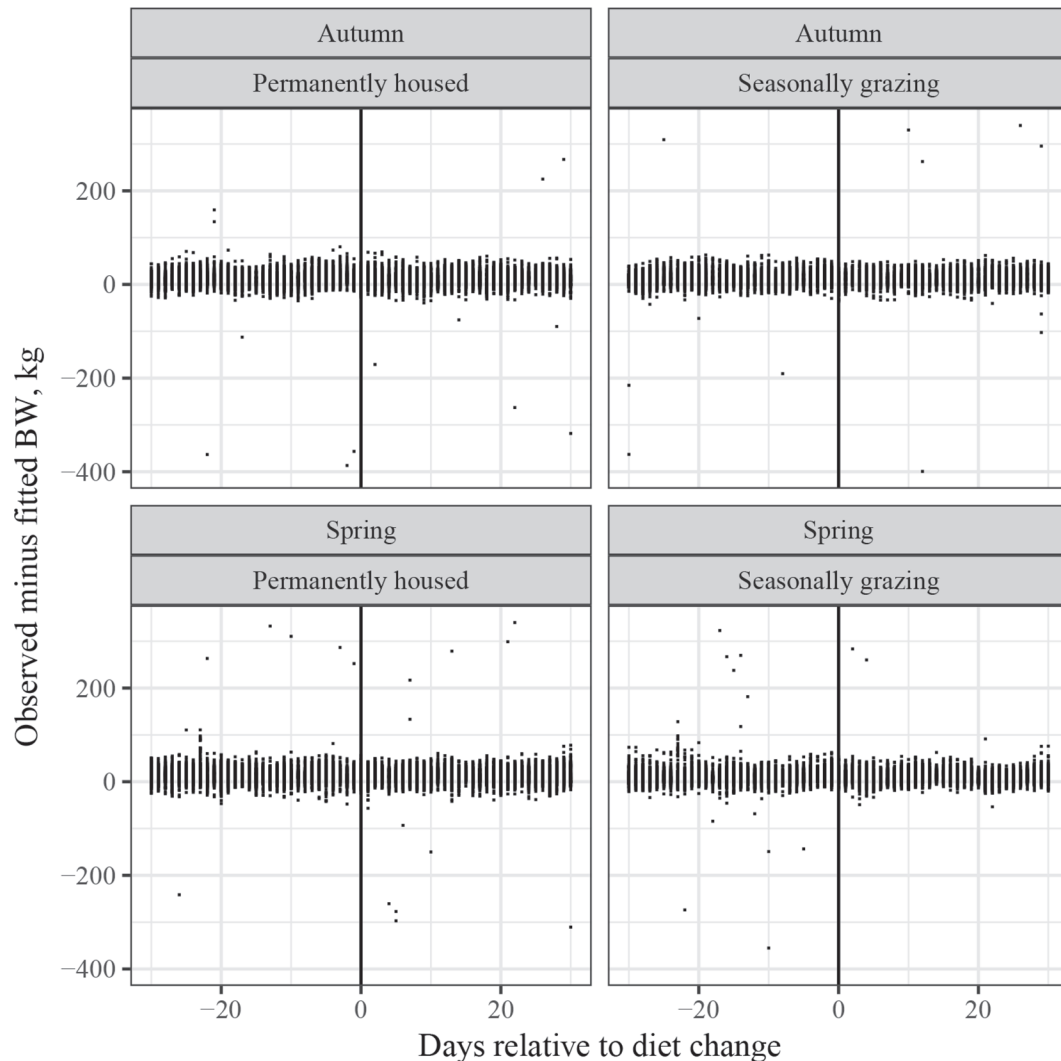 Autumn
Autumn
Permanently housed
Seasonally grazing
200
0
−200
−400
Spring
Spring
Permanently housed
Seasonally grazing
200
0
−200
−400
−20
0
20
−20
0
20
Observed minus fitted BW, kg
Days relative to diet change